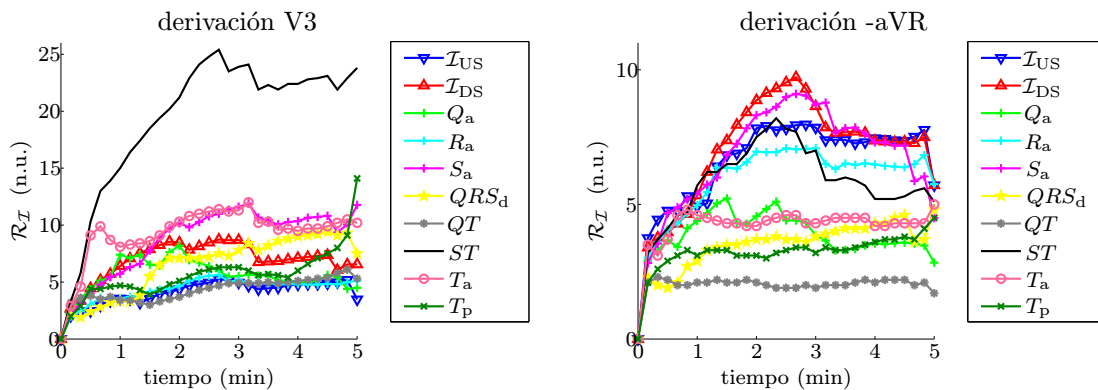 derivación V3
25
20
15
10
5
0
0 1 2 3 4 5
tiempo (min)
ℛ_ℐ (n.u.)
ℐ_US
ℐ_DS
Q_a
R_a
S_a
QRS_d
QT
ST
T_a
T_p
derivación -aVR
10
5
0
0 1 2 3 4 5
tiempo (min)
ℛ_ℐ (n.u.)
ℐ_US
ℐ_DS
Q_a
R_a
S_a
QRS_d
QT
ST
T_a
T_p